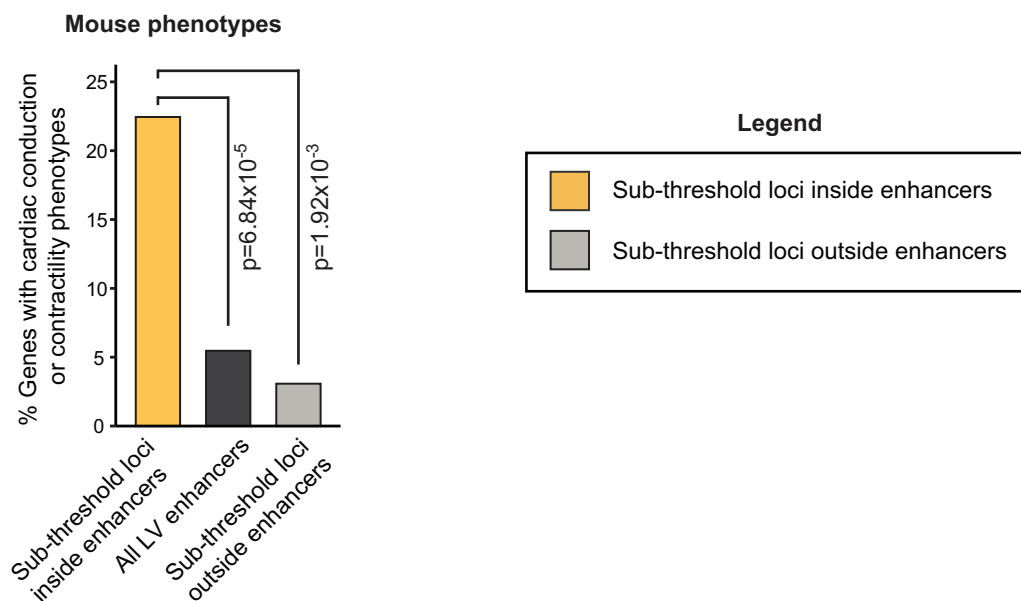 Mouse phenotypes
% Genes with cardiac conduction
or contractility phenotypes
25
20
15
10
5
0
p=6.84x10⁻⁵
p=1.92x10⁻³
Sub-threshold loci
inside enhancers
All LV enhancers
Sub-threshold loci
outside enhancers
Legend
Sub-threshold loci inside enhancers
Sub-threshold loci outside enhancers